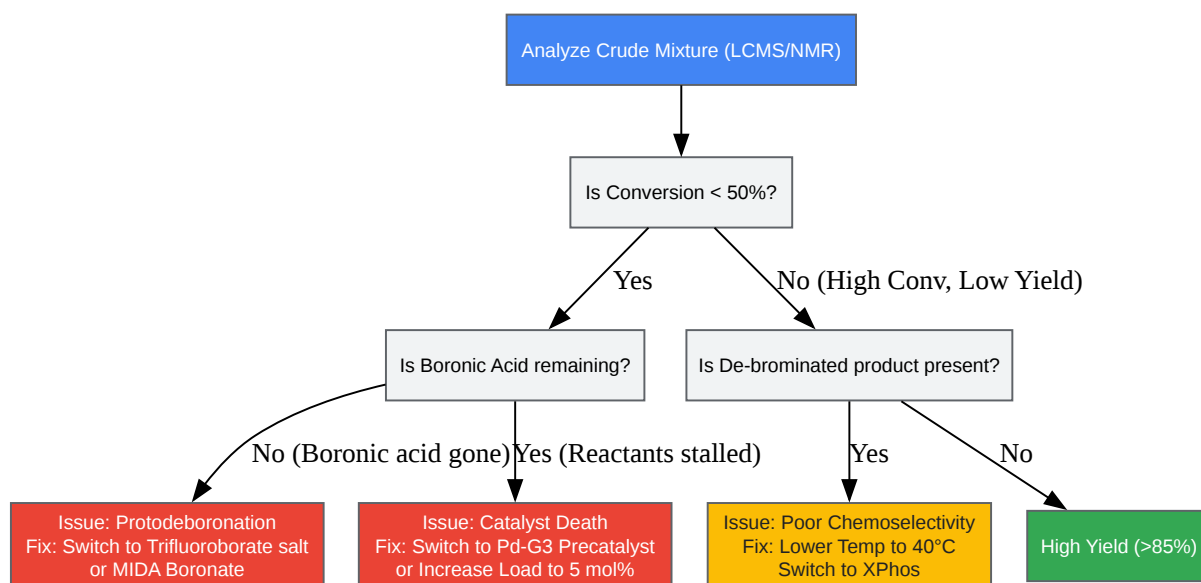 Analyze Crude Mixture (LCMS/NMR)
Is Conversion < 50%?
Yes
No (High Conv, Low Yield)
Is Boronic Acid remaining?
Is De-brominated product present?
No (Boronic acid gone)
Yes (Reactants stalled)
Yes
No
Issue: Protodeboronation
Fix: Switch to Trifluoroborate salt
or MIDA Boronate
Issue: Catalyst Death
Fix: Switch to Pd-G3 Precatalyst
or Increase Load to 5 mol%
Issue: Poor Chemoselectivity
Fix: Lower Temp to 40°C
Switch to XPhos
High Yield (>85%)